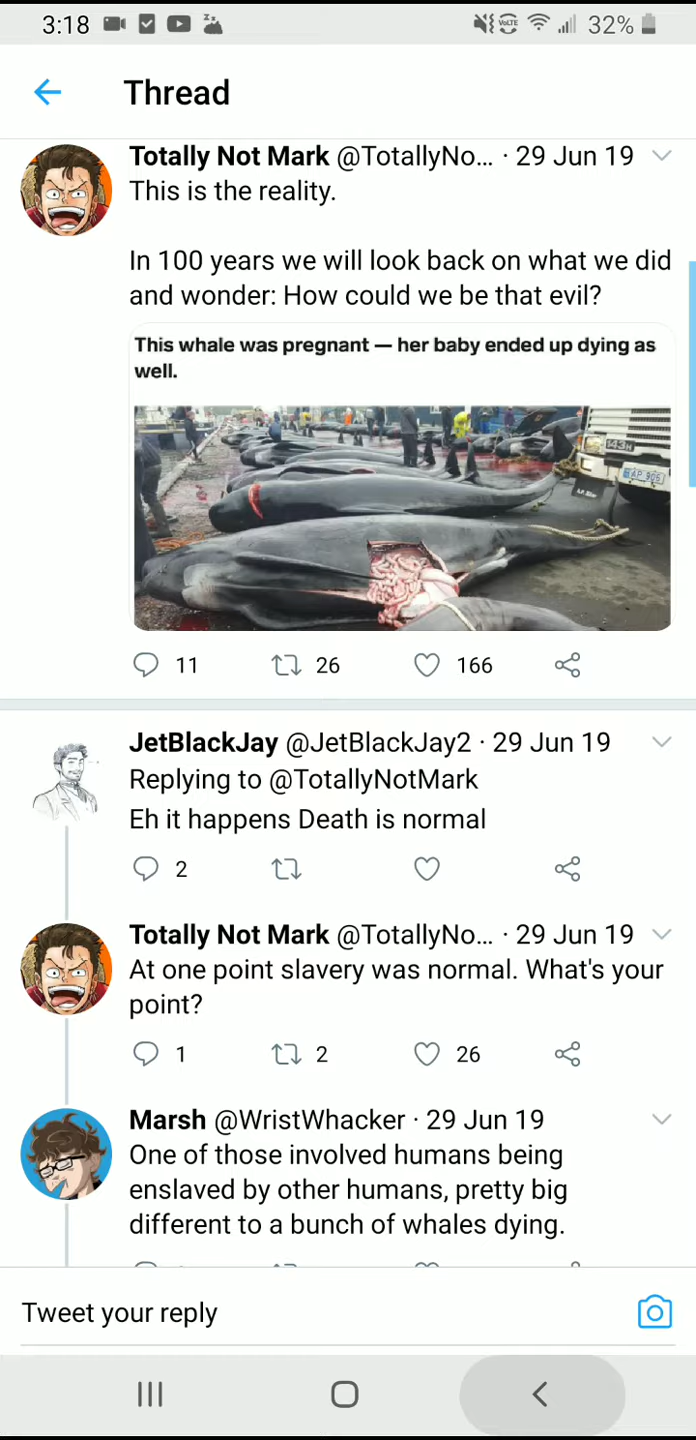 3:18
VoLTE
32%
Thread
Totally Not Mark @TotallyNo... · 29 Jun 19
This is the reality.
In 100 years we will look back on what we did
and wonder: How could we be that evil?
This whale was pregnant — her baby ended up dying as
well.
143H
AP 906
11
26
166
JetBlackJay @JetBlackJay2 · 29 Jun 19
Replying to @TotallyNotMark
Eh it happens Death is normal
2
Totally Not Mark @TotallyNo... · 29 Jun 19
At one point slavery was normal. What's your
point?
1
2
26
Marsh @WristWhacker · 29 Jun 19
One of those involved humans being
enslaved by other humans, pretty big
different to a bunch of whales dying.
Tweet your reply